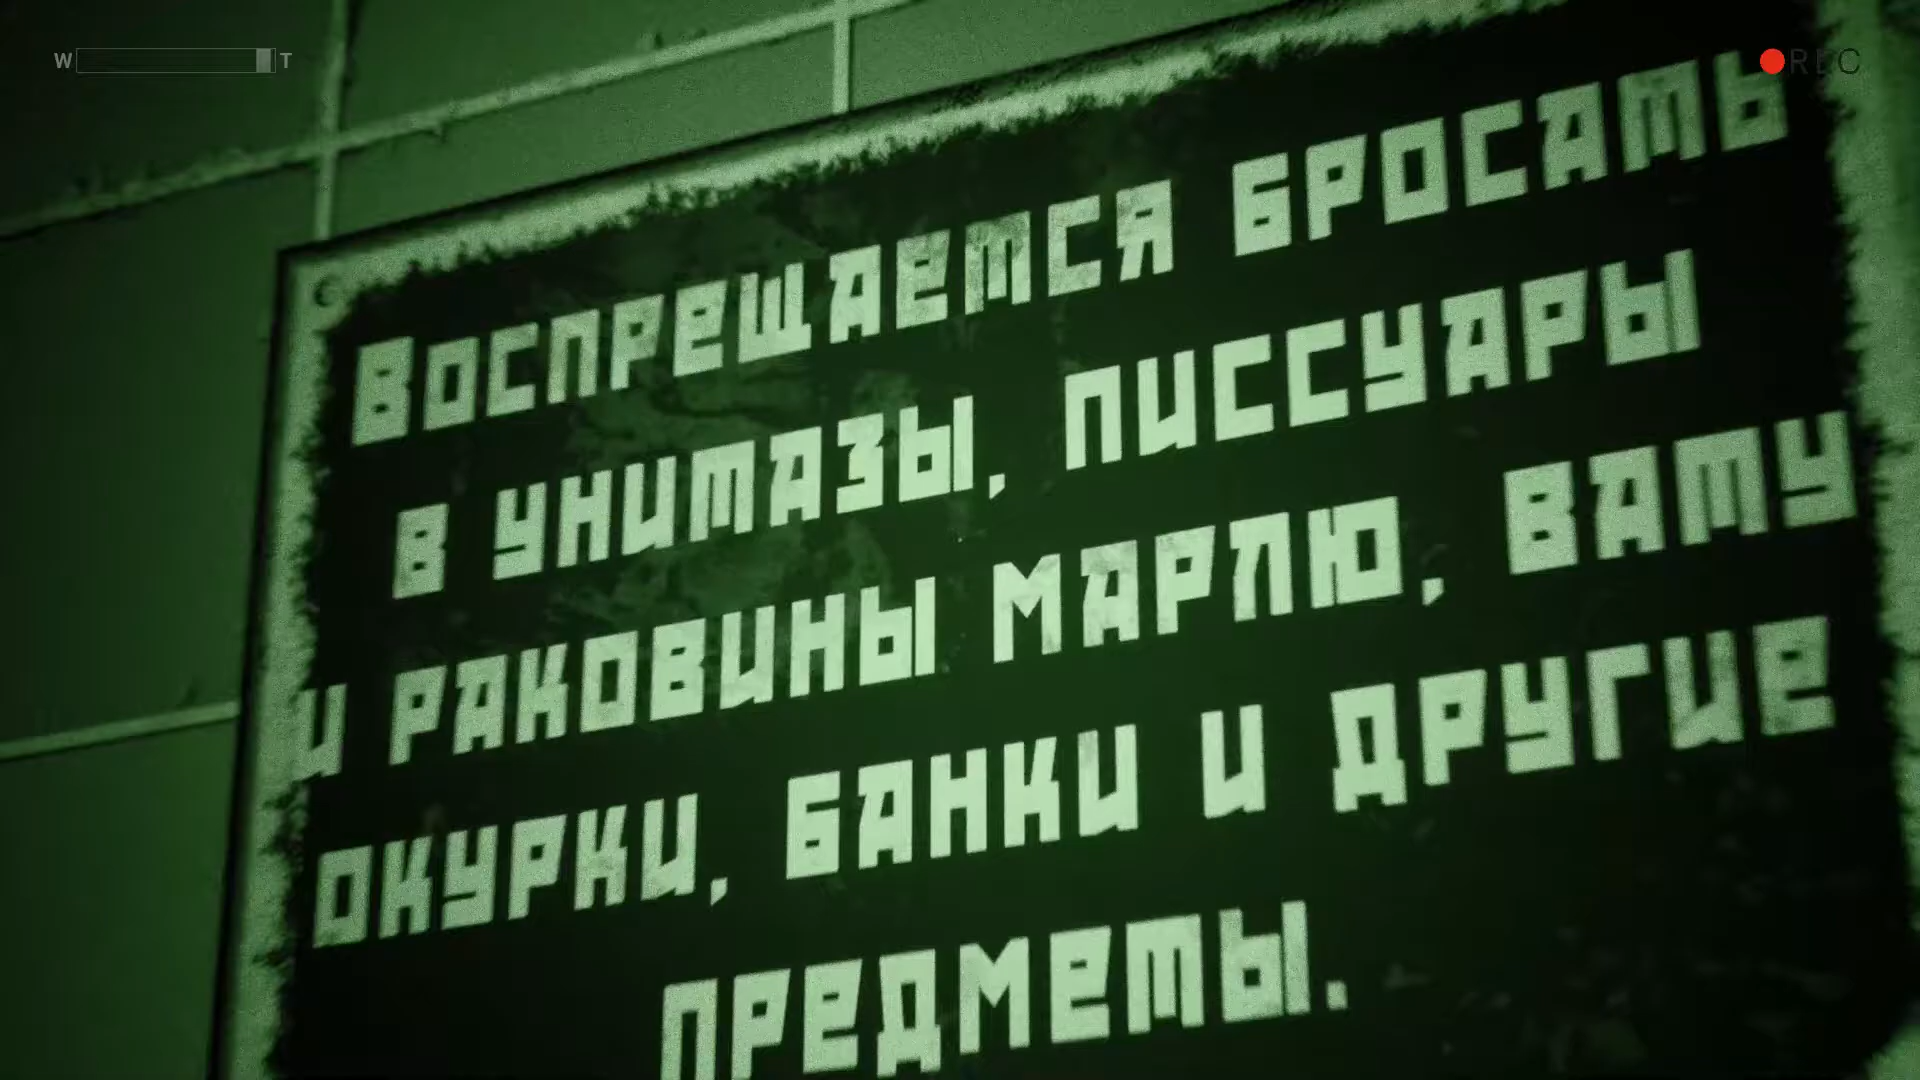 W T
REC
Воспрещается бросать
в унитазы, писсуары
и раковины марлю, вату
окурки, банки и другие
предметы.